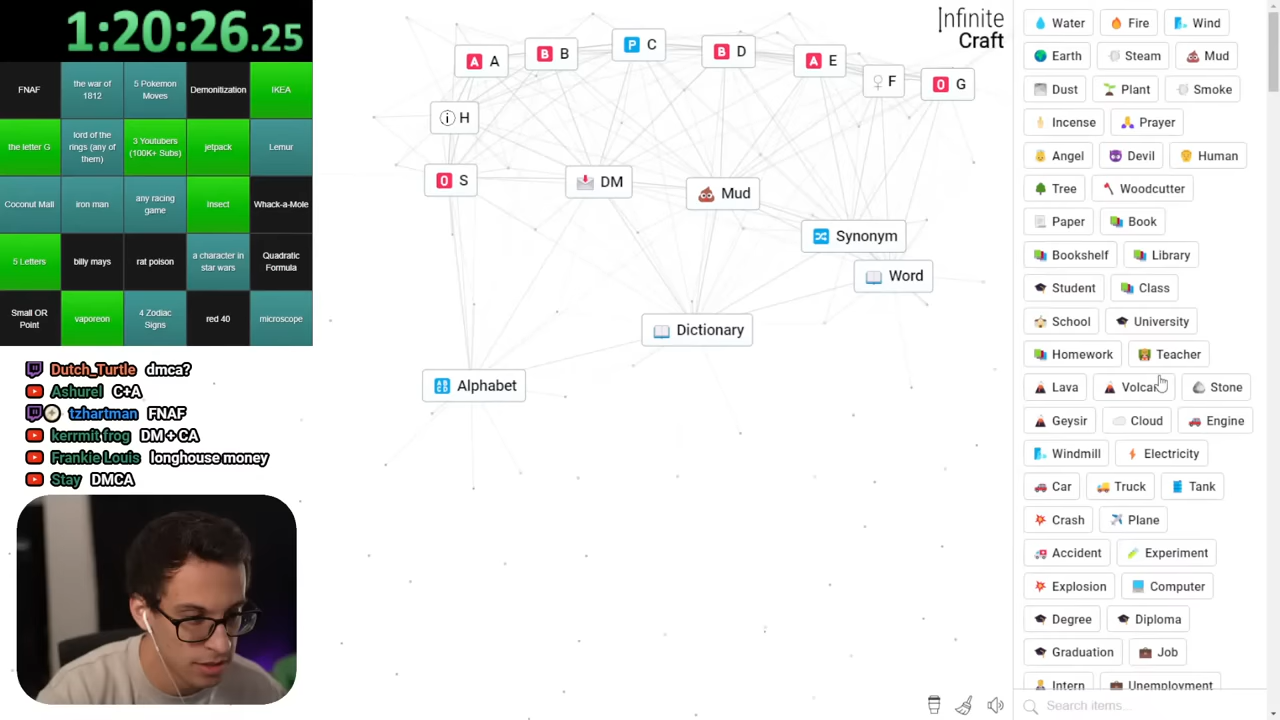 1:20:26.25
FNAF
the war of
1812
5 Pokemon
Moves
Demonitization
IKEA
the letter G
lord of the
rings (any of
them)
3 Youtubers
(100K+ Subs)
jetpack
Lemur
Coconut Mall
iron man
any racing
game
Insect
Whack-a-Mole
5 Letters
billy mays
rat poison
a character in
star wars
Quadratic
Formula
Small OR
Point
vaporeon
4 Zodiac
Signs
red 40
microscope
Dutch_Turtle dmca?
Ashurel C+A
tzhartman FNAF
kerrmit frog DM + CA
Frankie Louis longhouse money
Stay DMCA
A A
B B
P C
B D
A E
♀ F
O G
H
O S
DM
Mud
Synonym
Word
Dictionary
ABCD Alphabet
Infinite
Craft
Water
Fire
Wind
Earth
Steam
Mud
Dust
Plant
Smoke
Incense
Prayer
Angel
Devil
Human
Tree
Woodcutter
Paper
Book
Bookshelf
Library
Student
Class
School
University
Homework
Teacher
Lava
Volcano
Stone
Geysir
Cloud
Engine
Windmill
Electricity
Car
Truck
Tank
Crash
Plane
Accident
Experiment
Explosion
Computer
Degree
Diploma
Graduation
Job
Intern
Unemployment
Search items...